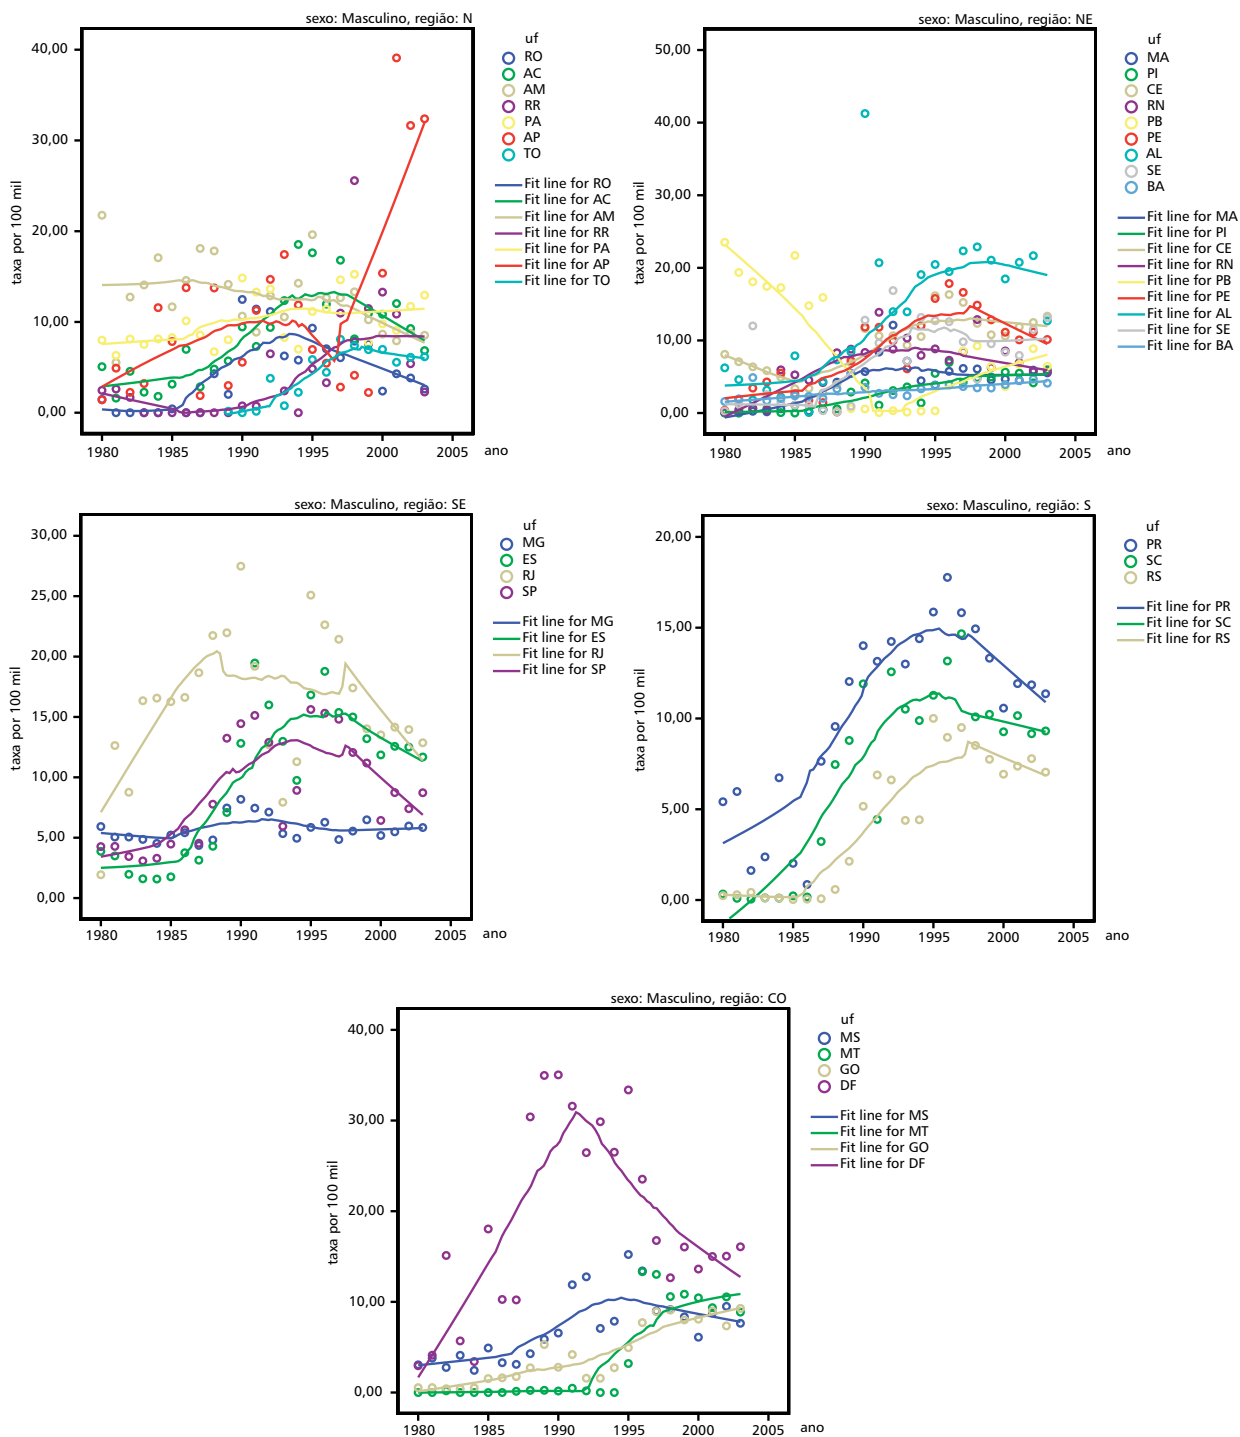 sexo: Masculino, região: N
40,00
30,00
20,00
10,00
0,00
taxa por 100 mil
1980 1985 1990 1995 2000 2005 ano
uf
RO
AC
AM
RR
PA
AP
TO
Fit line for RO
Fit line for AC
Fit line for AM
Fit line for RR
Fit line for PA
Fit line for AP
Fit line for TO
sexo: Masculino, região: NE
50,00
40,00
30,00
20,00
10,00
0,00
taxa por 100 mil
1980 1985 1990 1995 2000 2005 ano
uf
MA
PI
CE
RN
PB
PE
AL
SE
BA
Fit line for MA
Fit line for PI
Fit line for CE
Fit line for RN
Fit line for PB
Fit line for PE
Fit line for AL
Fit line for SE
Fit line for BA
sexo: Masculino, região: SE
30,00
25,00
20,00
15,00
10,00
5,00
0,00
taxa por 100 mil
1980 1985 1990 1995 2000 2005 ano
uf
MG
ES
RJ
SP
Fit line for MG
Fit line for ES
Fit line for RJ
Fit line for SP
sexo: Masculino, região: S
20,00
15,00
10,00
5,00
0,00
taxa por 100 mil
1980 1985 1990 1995 2000 2005 ano
uf
PR
SC
RS
Fit line for PR
Fit line for SC
Fit line for RS
sexo: Masculino, região: CO
40,00
30,00
20,00
10,00
0,00
taxa por 100 mil
1980 1985 1990 1995 2000 2005 ano
uf
MS
MT
GO
DF
Fit line for MS
Fit line for MT
Fit line for GO
Fit line for DF